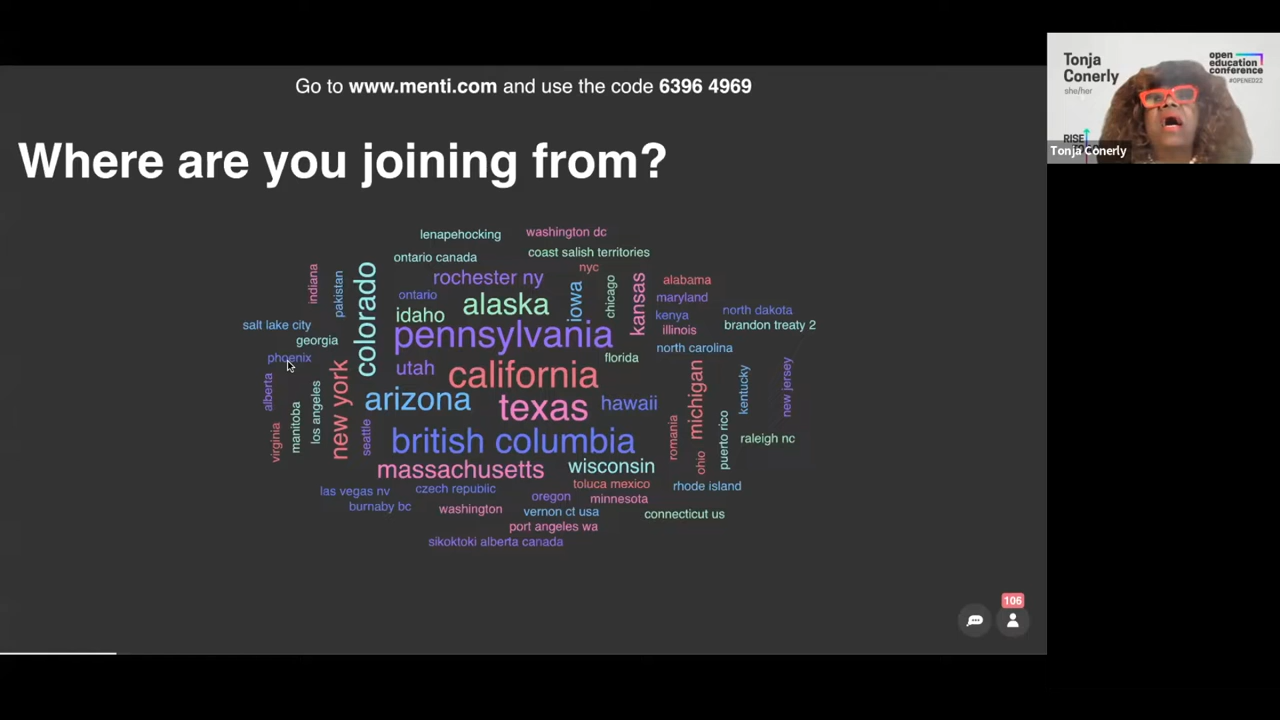 Go to www.menti.com and use the code 6396 4969
Where are you joining from?
lenapehocking
washington dc
ontario canada
coast salish territories
indiana
pakistan
colorado
rochester ny
nyc
chicago
kansas
alabama
ontario
alaska
iowa
maryland
north dakota
idaho
kenya
salt lake city
pennsylvania
illinois
brandon treaty 2
georgia
north carolina
phoenix
utah
california
florida
alberta
manitoba
los angeles
new york
arizona
texas
hawaii
michigan
kentucky
new jersey
virginia
seattle
british columbia
romania
ohio
puerto rico
raleigh nc
massachusetts
wisconsin
las vegas nv
czech republic
toluca mexico
rhode island
burnaby bc
oregon
minnesota
washington
vernon ct usa
connecticut us
port angeles wa
sikoktoki alberta canada
106
Tonja
Conerly
she/her
open
education
conference
#OPENED22
RISE
Tonja Conerly